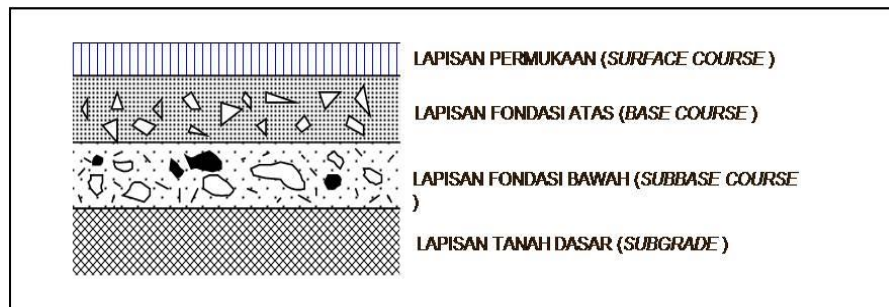 LAPISAN PERMUKAAN (SURFACE COURSE )
LAPISAN FONDASI ATAS (BASE COURSE )
LAPISAN FONDASI BAWAH (SUBBASE COURSE
)
LAPISAN TANAH DASAR (SUBGRADE )